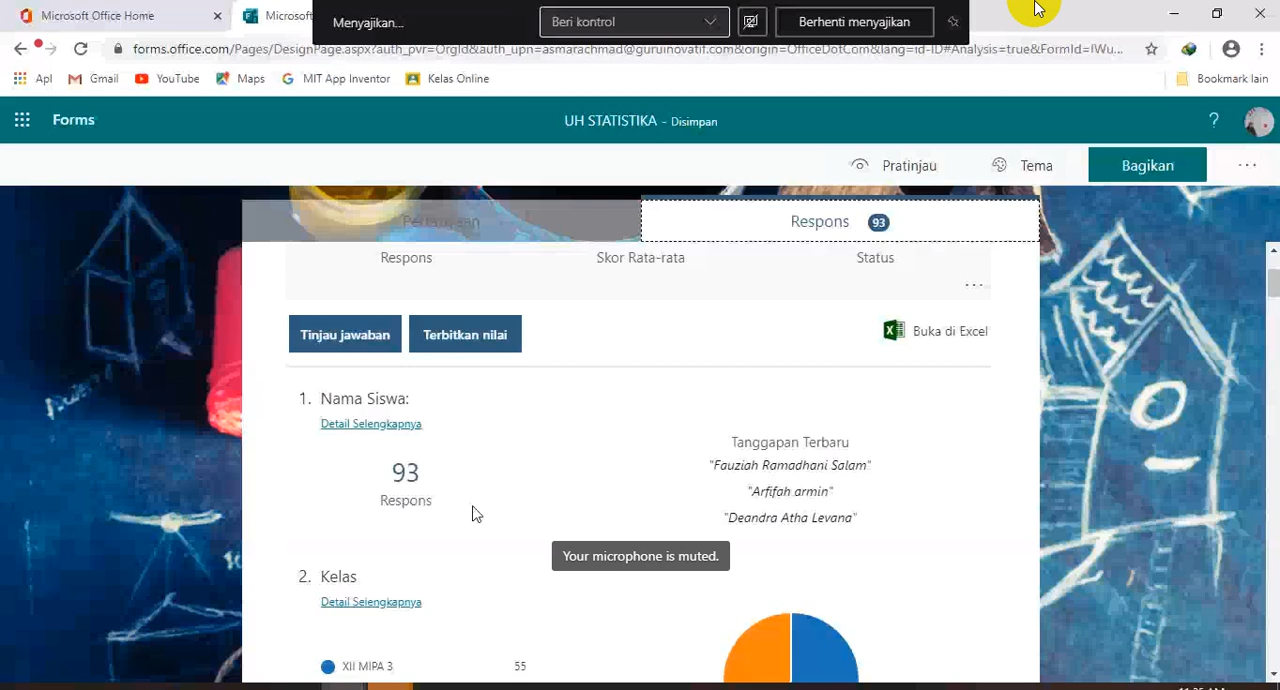 Microsoft Office Home
Microsof
Menyajikan...
Beri kontrol
Berhenti menyajikan
forms.office.com/Pages/DesignPage.aspx?auth_pvr=OrgId&auth_upn=asmarachmad@guruinovatif.com&origin=OfficeDotCom&lang=id-ID#Analysis=true&FormId=IWu...
Apl Gmail YouTube Maps MIT App Inventor Kelas Online Bookmark lain
Forms
UH STATISTIKA - Disimpan
?
Pratinjau Tema Bagikan ...
Pertanyaan
Respons 93
Respons Skor Rata-rata Status
...
Tinjau jawaban Terbitkan nilai Buka di Excel
1. Nama Siswa:
Detail Selengkapnya
93
Respons
Tanggapan Terbaru
"Fauziah Ramadhani Salam"
"Arfifah armin"
"Deandra Atha Levana"
Your microphone is muted.
2. Kelas
Detail Selengkapnya
XII MIPA 3 55